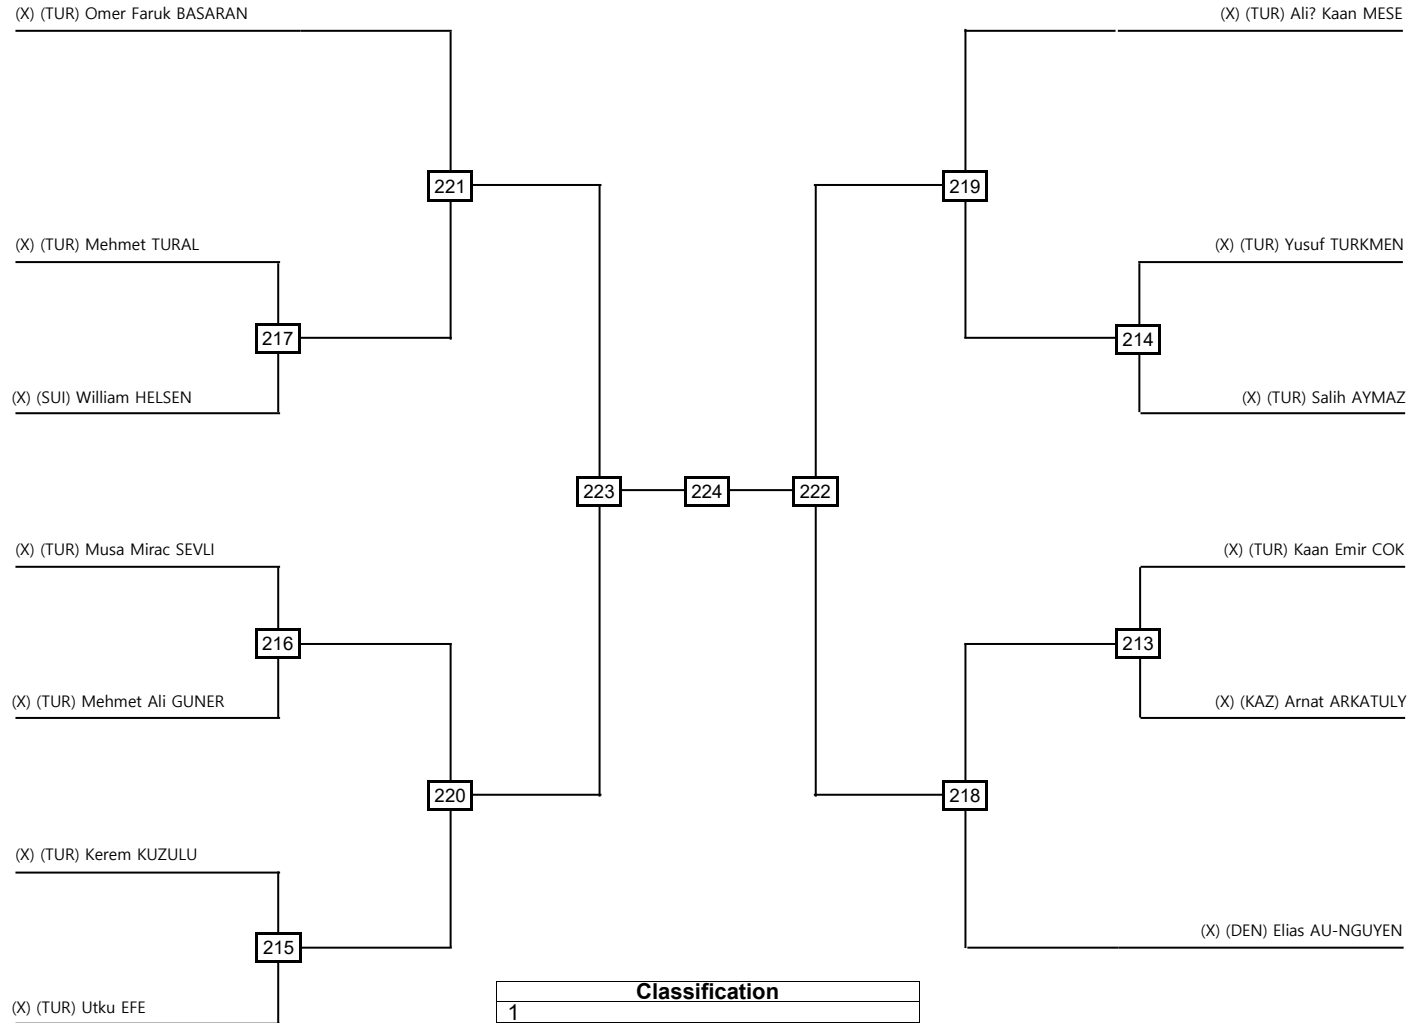 (X) (TUR) Omer Faruk BASARAN
(X) (TUR) Ali? Kaan MESE
221
219
(X) (TUR) Mehmet TURAL
(X) (TUR) Yusuf TURKMEN
217
214
(X) (SUI) William HELSEN
(X) (TUR) Salih AYMAZ
223
224
222
(X) (TUR) Musa Mirac SEVLI
(X) (TUR) Kaan Emir COK
216
213
(X) (TUR) Mehmet Ali GUNER
(X) (KAZ) Arnat ARKATULY
220
218
(X) (TUR) Kerem KUZULU
(X) (DEN) Elias AU-NGUYEN
215
Classification
(X) (TUR) Utku EFE
1